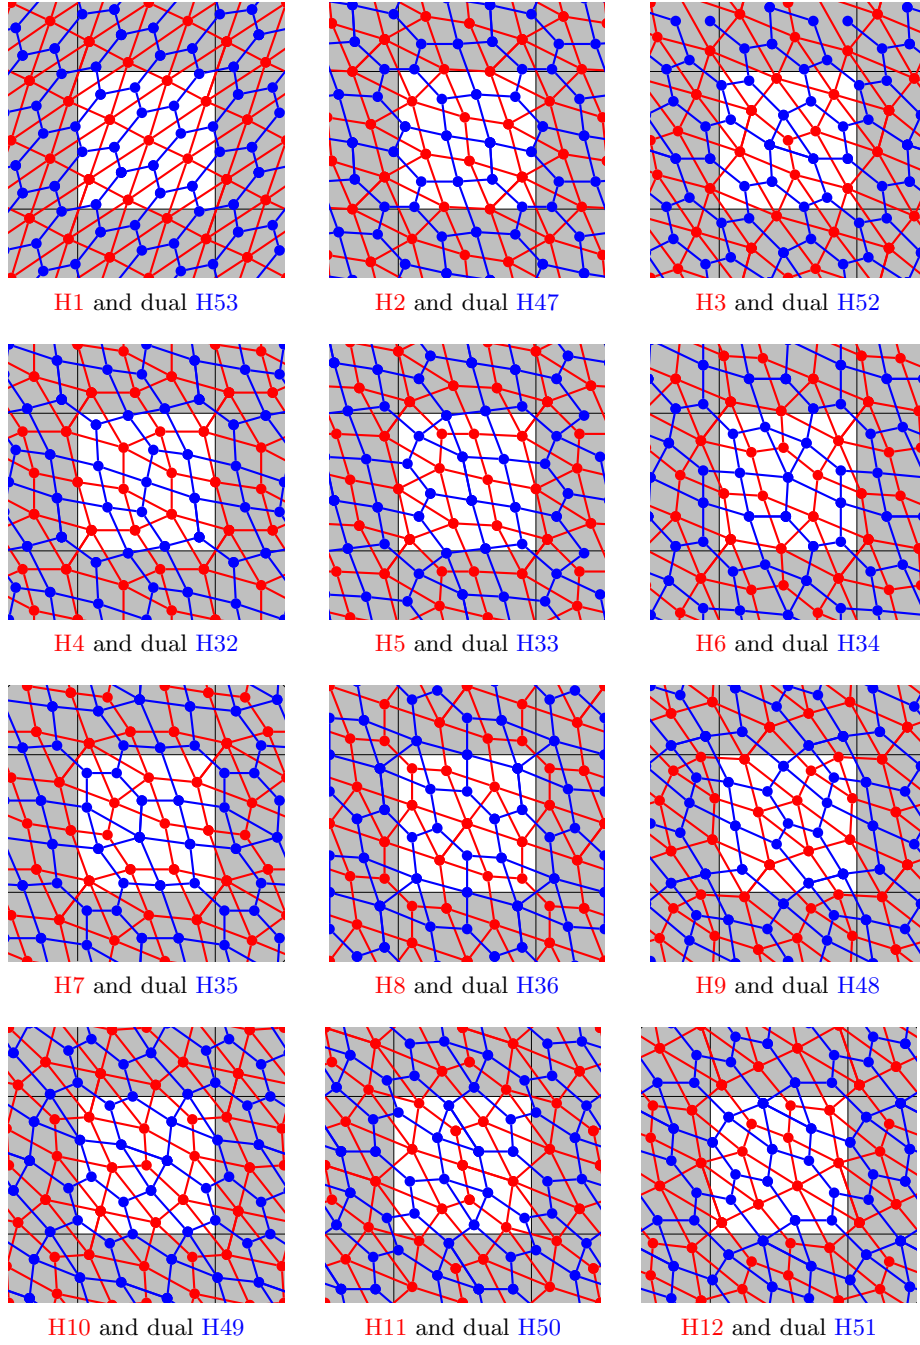 H1 and dual H53 H2 and dual H47 H3 and dual H52
H4 and dual H32 H5 and dual H33 H6 and dual H34
H7 and dual H35 H8 and dual H36 H9 and dual H48
H10 and dual H49 H11 and dual H50 H12 and dual H51